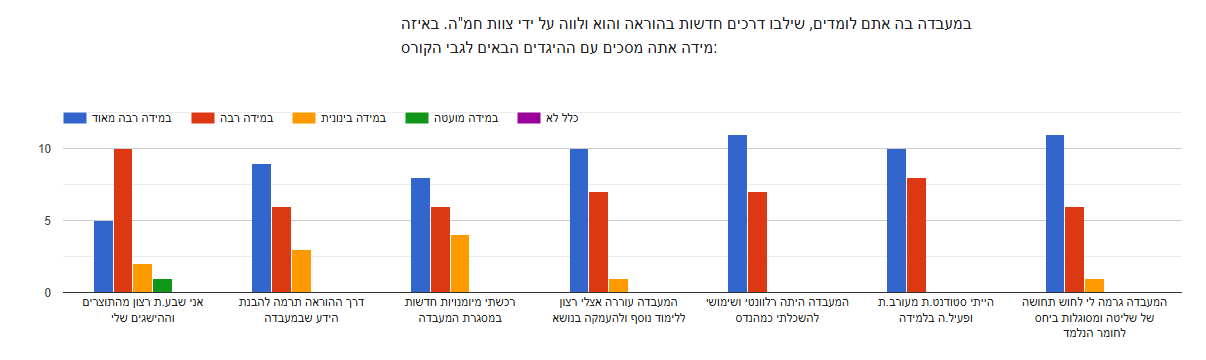 במעבדה בה אתם לומדים, שילבו דרכים חדשות בהוראה והוא ולווה על ידי צוות חמ"ה. באיזה
מידה אתה מסכים עם ההיגדים הבאים לגבי הקורס:
במידה רבה מאוד
במידה רבה
במידה בינונית
במידה מועטה
כלל לא
10
5
0
אני שבע.ת רצון מהתוצרים
וההישגים שלי
דרך ההוראה תרמה להבנת
הידע שבמעבדה
רכשתי מיומנויות חדשות
במסגרת המעבדה
המעבדה עוררה אצלי רצון
ללימוד נוסף ולהעמקה בנושא
המעבדה היתה רלוונטי ושימושי
להשכלתי כמהנדס
הייתי סטודנט.ת מעורב.ת
ופעיל.ה בלמידה
המעבדה גרמה לי לחוש תחושה
של שליטה ומסוגלות ביחס
לחומר הנלמד